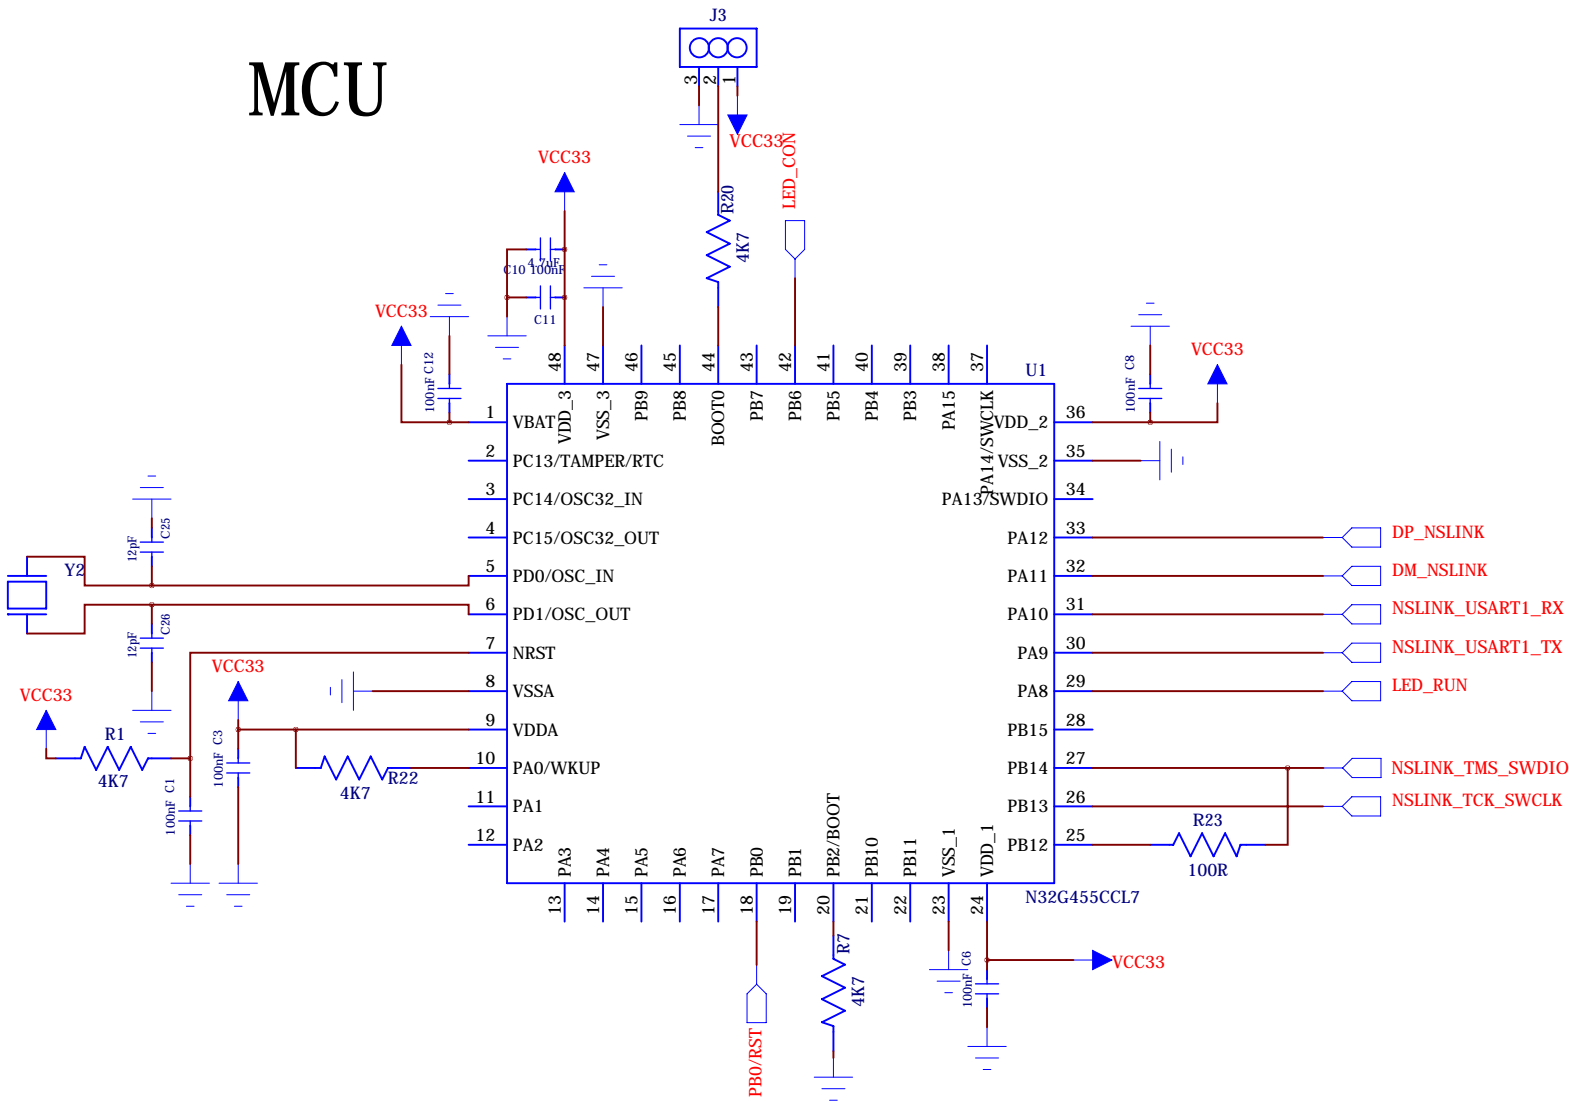 MCU
J3
3 2 1
VCC33
LED_CON
VCC33
R20
4K7
4.7uF
C10 100nF
C11
VCC33
100nF C12
100nF C8
VCC33
48 47 46 45 44 43 42 41 40 39 38 37
U1
VDD_3 VSS_3 PB9 PB8 BOOT0 PB7 PB6 PB5 PB4 PB3 PA15 PA14/SWCLK
1 VBAT
2 PC13/TAMPER/RTC
3 PC14/OSC32_IN
4 PC15/OSC32_OUT
5 PD0/OSC_IN
6 PD1/OSC_OUT
7 NRST
8 VSSA
9 VDDA
10 PA0/WKUP
11 PA1
12 PA2
VDD_2 36
VSS_2 35
PA13/SWDIO 34
PA12 33 DP_NSLINK
PA11 32 DM_NSLINK
PA10 31 NSLINK_USART1_RX
PA9 30 NSLINK_USART1_TX
PA8 29 LED_RUN
PB15 28
PB14 27 NSLINK_TMS_SWDIO
PB13 26 NSLINK_TCK_SWCLK
PB12 25
R23
100R
12pF C25
Y2
12pF C26
VCC33
VCC33
R1
4K7
100nF C3
100nF C1
R22
4K7
PA3 PA4 PA5 PA6 PA7 PB0 PB1 PB2/BOOT PB10 PB11 VSS_1 VDD_1
N32G455CCL7
13 14 15 16 17 18 19 20 21 22 23 24
R7
4K7
100nF C6
VCC33
PB0/RST